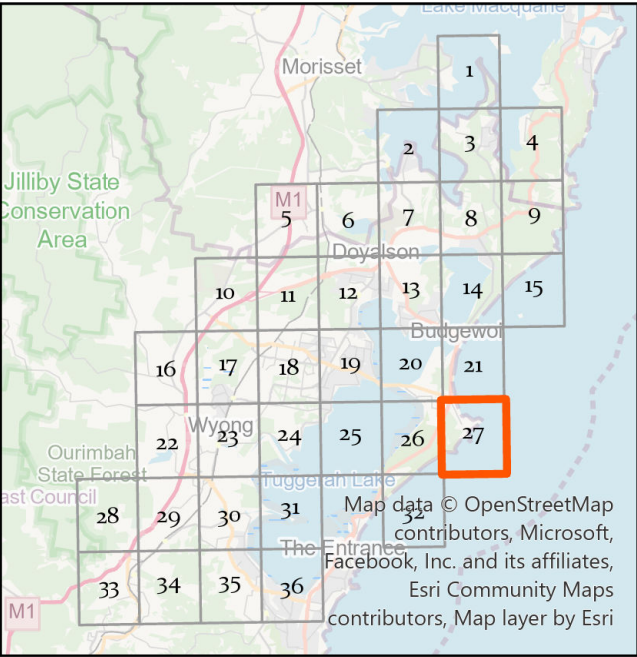 Lake Macquarie
Morisset
1
2
3
4
Jilliby State
Conservation
Area
M1
5
6
7
8
9
Doyalson
10
11
12
13
14
15
Budgewoi
16
17
18
19
20
21
Wyong
22
23
24
25
26
27
Ourimbah
State Forest
ast Council
Tuggerah Lake
28
29
30
31
32
The Entrance
33
34
35
36
M1
Map data © OpenStreetMap
contributors, Microsoft,
Facebook, Inc. and its affiliates,
Esri Community Maps
contributors, Map layer by Esri